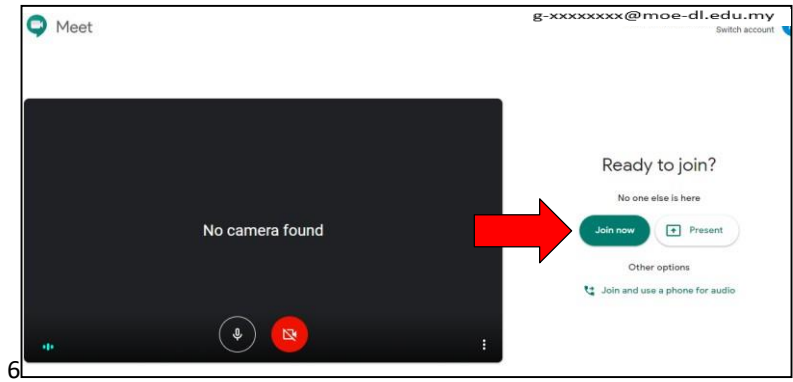 Meet
g-xxxxxxxx@moe-dl.edu.my
Switch account
Ready to join?
No one else is here
No camera found
Join now
Present
Other options
Join and use a phone for audio
6